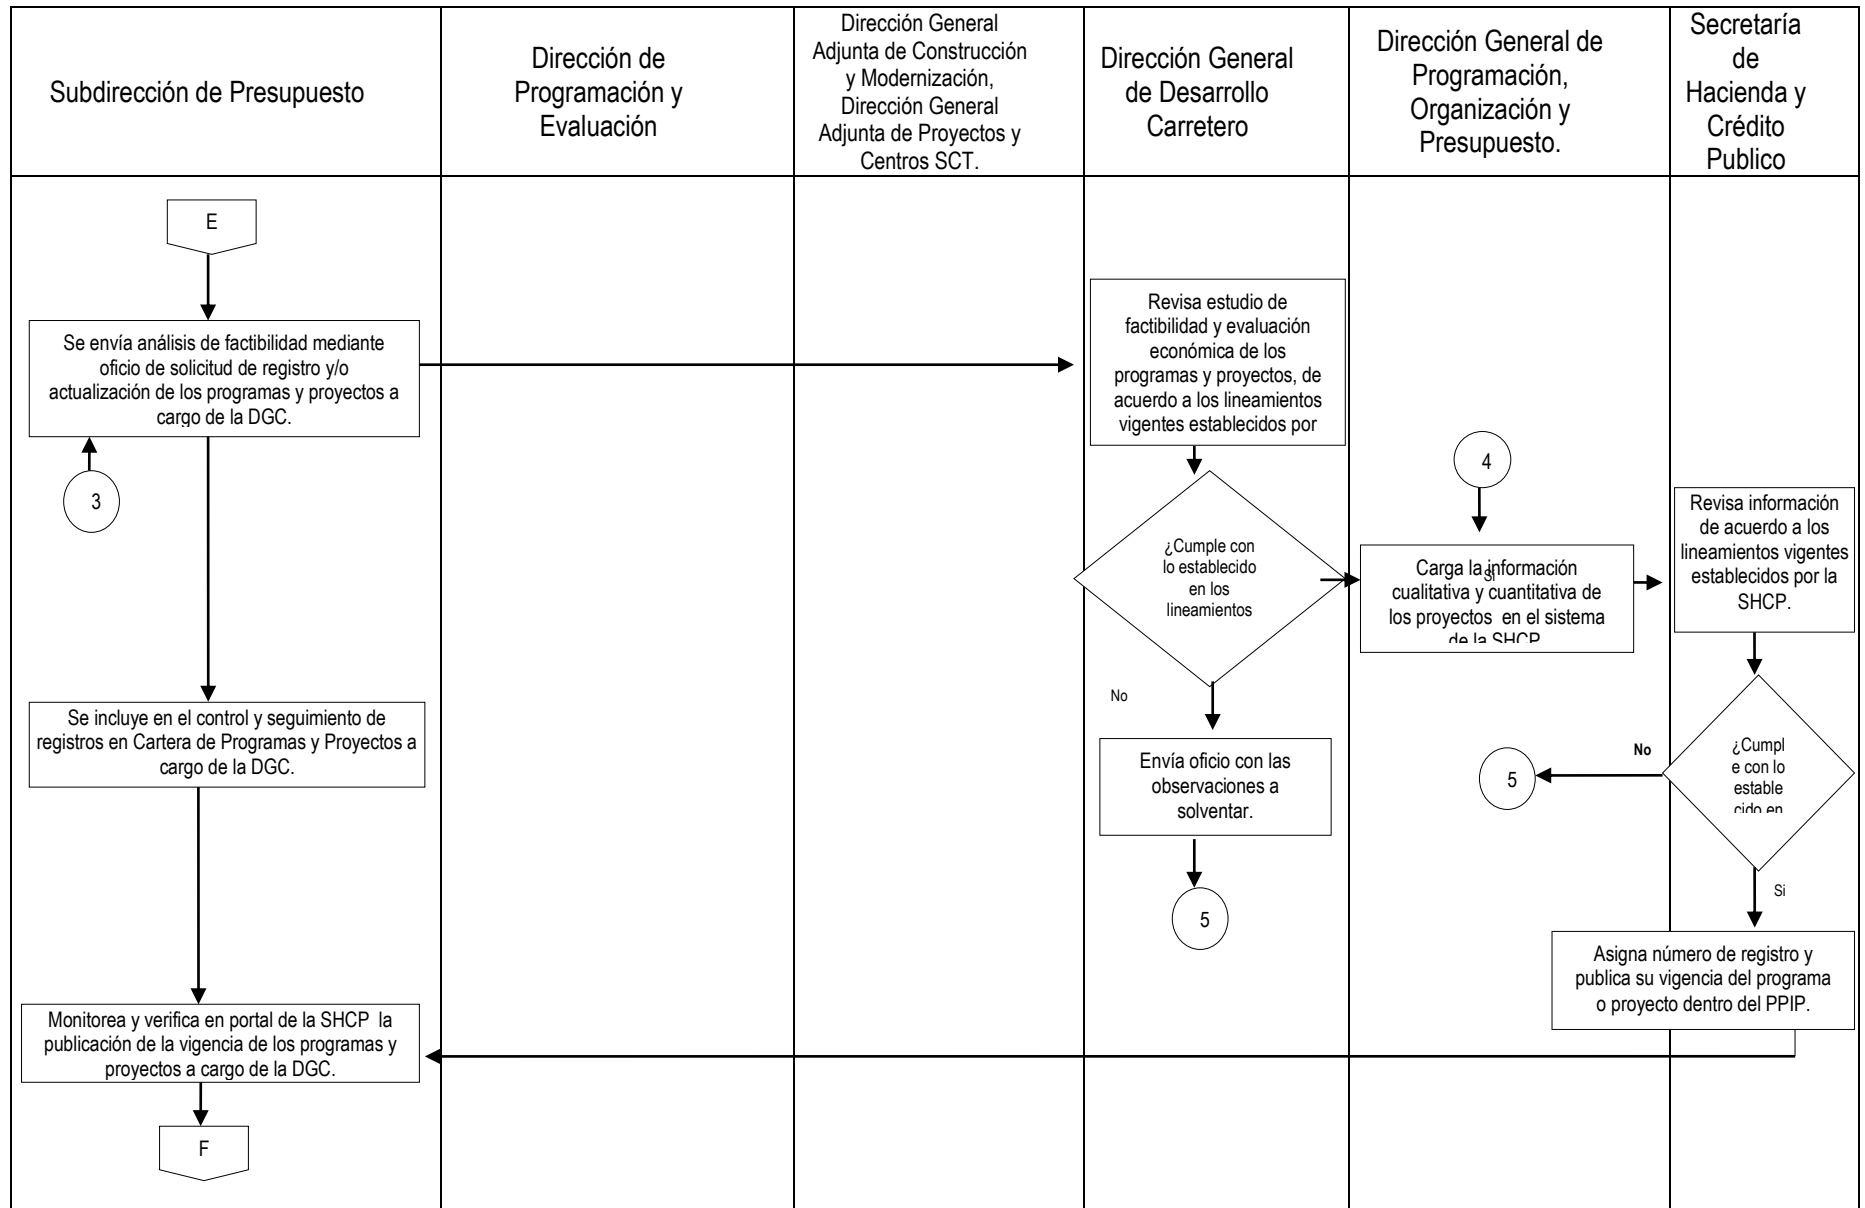 Subdirección de Presupuesto
Dirección de
Programación y
Evaluación
Dirección General
Adjunta de Construcción
y Modernización,
Dirección General
Adjunta de Proyectos y
Centros SCT.
Dirección General
de Desarrollo
Carretero
Dirección General de
Programación,
Organización y
Presupuesto.
Secretaría
de
Hacienda y
Crédito
Publico
E
Se envía análisis de factibilidad mediante
oficio de solicitud de registro y/o
actualización de los programas y proyectos a
cargo de la DGC.
3
Se incluye en el control y seguimiento de
registros en Cartera de Programas y Proyectos a
cargo de la DGC.
Monitorea y verifica en portal de la SHCP la
publicación de la vigencia de los programas y
proyectos a cargo de la DGC.
F
Revisa estudio de
factibilidad y evaluación
económica de los
programas y proyectos, de
acuerdo a los lineamientos
vigentes establecidos por
¿Cumple con
lo establecido
en los
lineamientos
No
Envía oficio con las
observaciones a
solventar.
5
4
Si
Carga la información
cualitativa y cuantitativa de
los proyectos en el sistema
de la SHCP
5
Revisa información
de acuerdo a los
lineamientos vigentes
establecidos por la
SHCP.
No
¿Cumpl
e con lo
estable
cido en
Si
Asigna número de registro y
publica su vigencia del programa
o proyecto dentro del PPIP.